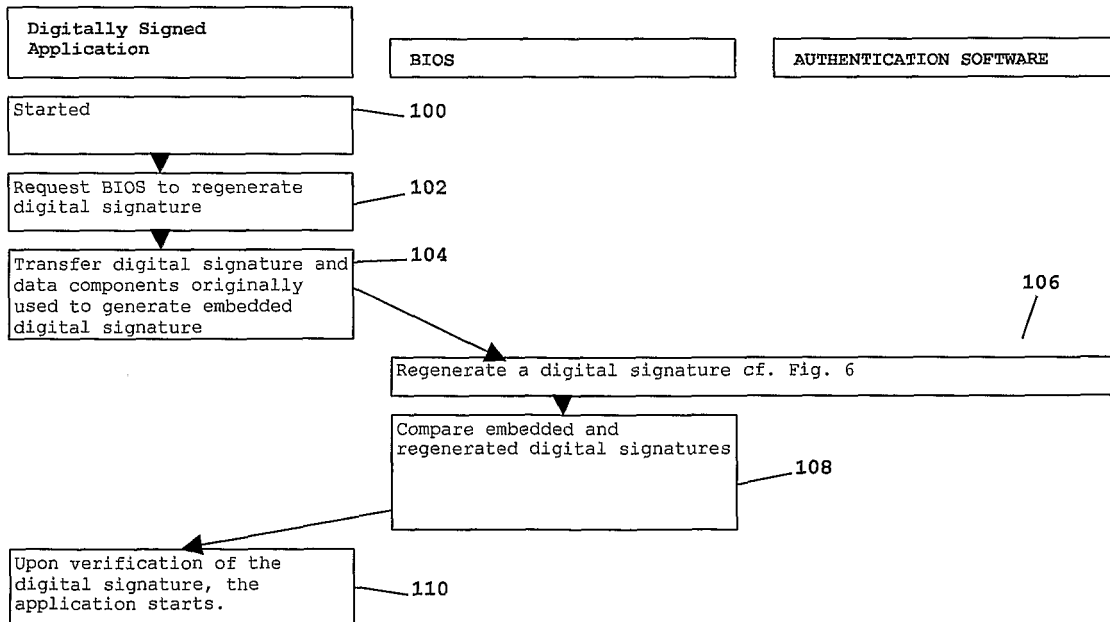 Digitally Signed
Application
BIOS
AUTHENTICATION SOFTWARE
Started
100
Request BIOS to regenerate
digital signature
102
Transfer digital signature and
data components originally
used to generate embedded
digital signature
104
106
Regenerate a digital signature cf. Fig. 6
Compare embedded and
regenerated digital signatures
108
Upon verification of the
digital signature, the
application starts.
110